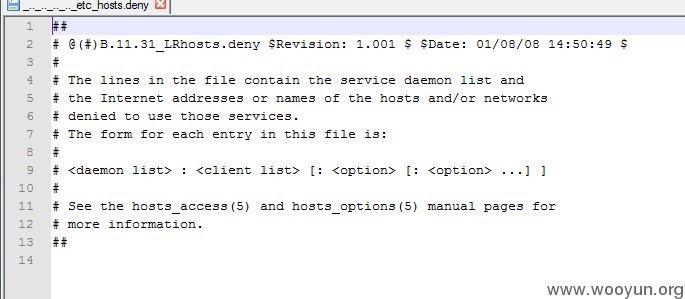 _.._.._.._.._etc_hosts.deny
1 ##
2 # @(#)B.11.31_LRhosts.deny $Revision: 1.001 $ $Date: 01/08/08 14:50:49 $
3 #
4 # The lines in the file contain the service daemon list and
5 # the Internet addresses or names of the hosts and/or networks
6 # denied to use those services.
7 # The form for each entry in this file is:
8 #
9 # <daemon list> : <client list> [: <option> [: <option> ...] ]
10 #
11 # See the hosts_access(5) and hosts_options(5) manual pages for
12 # more information.
13 ##
14
www.wooyun.org